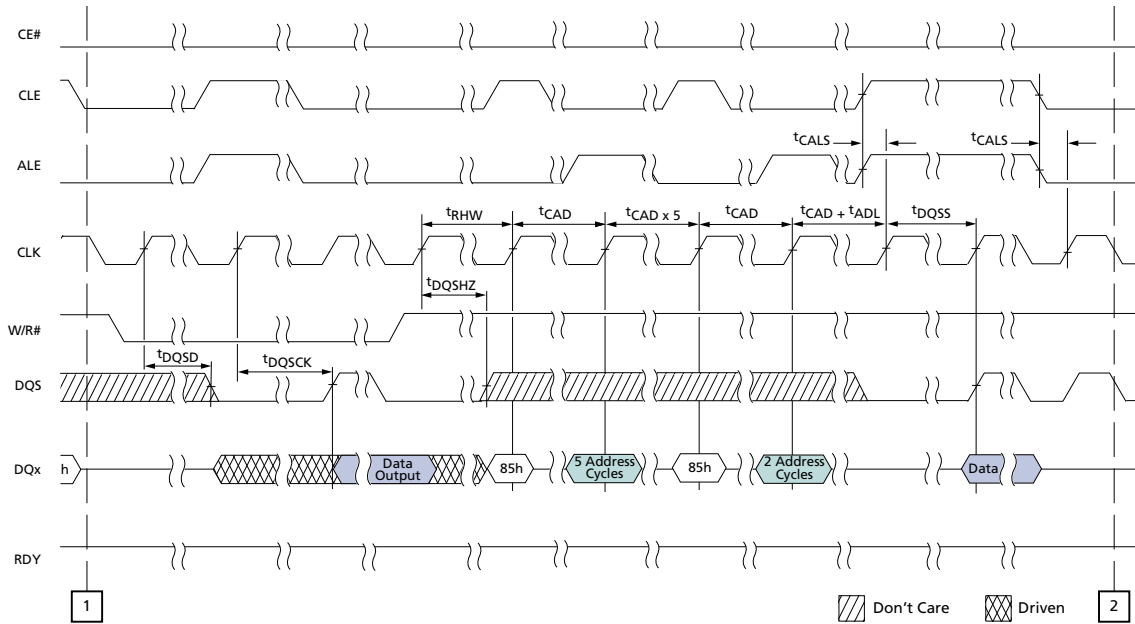 CE#
CLE
tCALS
tCALS
ALE
tRHW
tCAD
tCAD x 5
tCAD
tCAD + tADL
tDQSS
CLK
tDQSHZ
W/R#
tDQSD
tDQSCK
DQS
DQx
h
Data
Output
85h
5 Address
Cycles
85h
2 Address
Cycles
Data
RDY
1
Don't Care
Driven
2